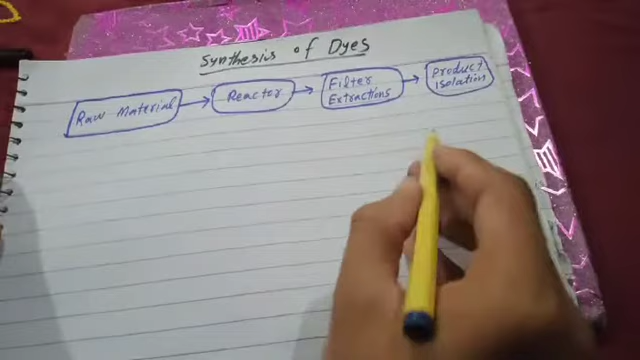 Synthesis of Dyes
Raw Material
Reactor
Filter
Extractions
Product
isolation